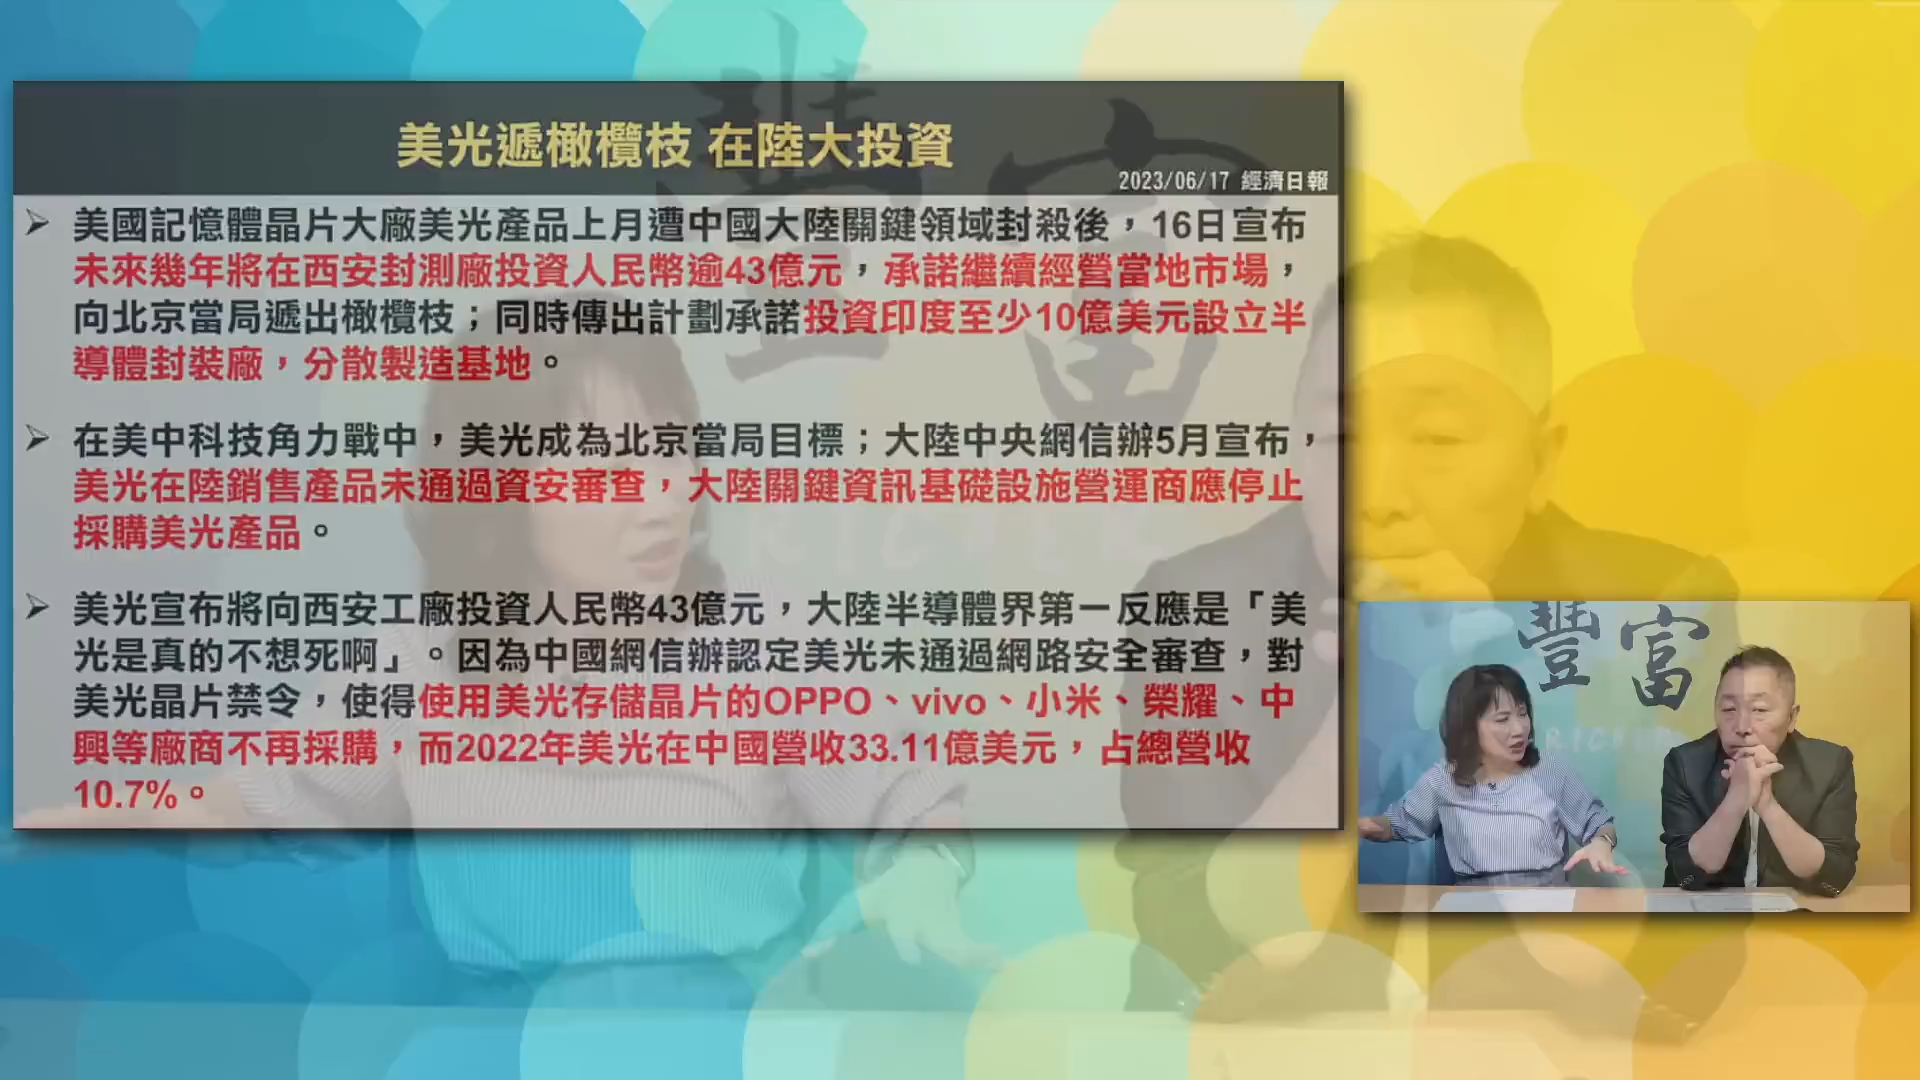 美光遞橄欖枝 在陸大投資
2023/06/17 經濟日報
➢ 美國記憶體晶片大廠美光產品上月遭中國大陸關鍵領域封殺後，16日宣布
未來幾年將在西安封測廠投資人民幣逾43億元，承諾繼續經營當地市場，
向北京當局遞出橄欖枝；同時傳出計劃承諾投資印度至少10億美元設立半
導體封裝廠，分散製造基地。
➢ 在美中科技角力戰中，美光成為北京當局目標；大陸中央網信辦5月宣布，
美光在陸銷售產品未通過資安審查，大陸關鍵資訊基礎設施營運商應停止
採購美光產品。
➢ 美光宣布將向西安工廠投資人民幣43億元，大陸半導體界第一反應是「美
光是真的不想死啊」。因為中國網信辦認定美光未通過網路安全審查，對
美光晶片禁令，使得使用美光存儲晶片的OPPO、vivo、小米、榮耀、中
興等廠商不再採購，而2022年美光在中國營收33.11億美元，占總營收
10.7%。
豐富
豐富